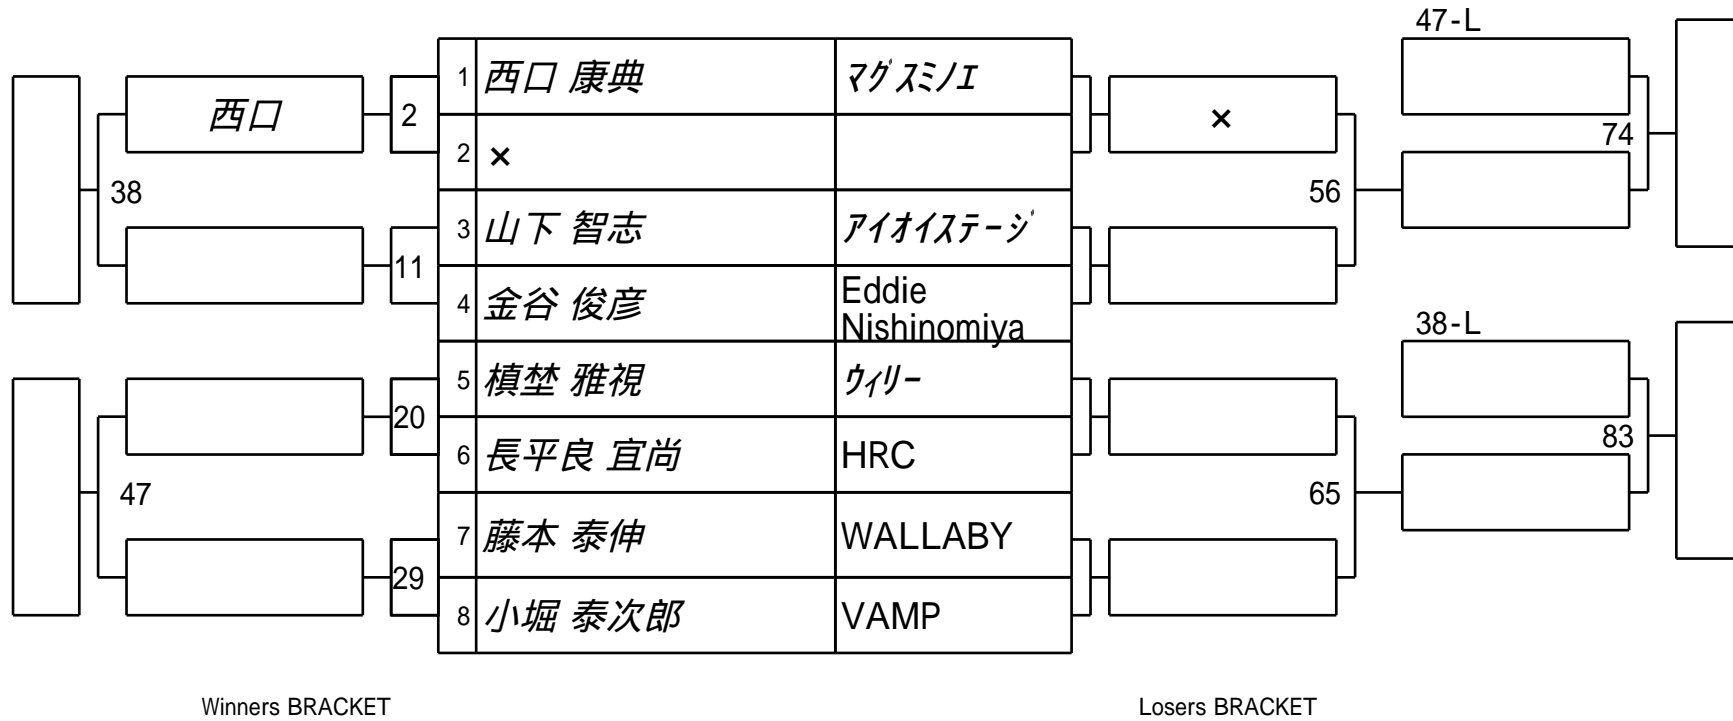 47-L
1 西口 康典 マグスミノエ
西口 2 × 74
2 ×
38 56
3 山下 智志 アイオイステージ
11
4 金谷 俊彦 Eddie
Nishinomiya
38-L
5 槙埜 雅視 ウィリー
20
83
6 長平良 宜尚 HRC
47 65
7 藤本 泰伸 WALLABY
29
8 小堀 泰次郎 VAMP
Winners BRACKET Losers BRACKET